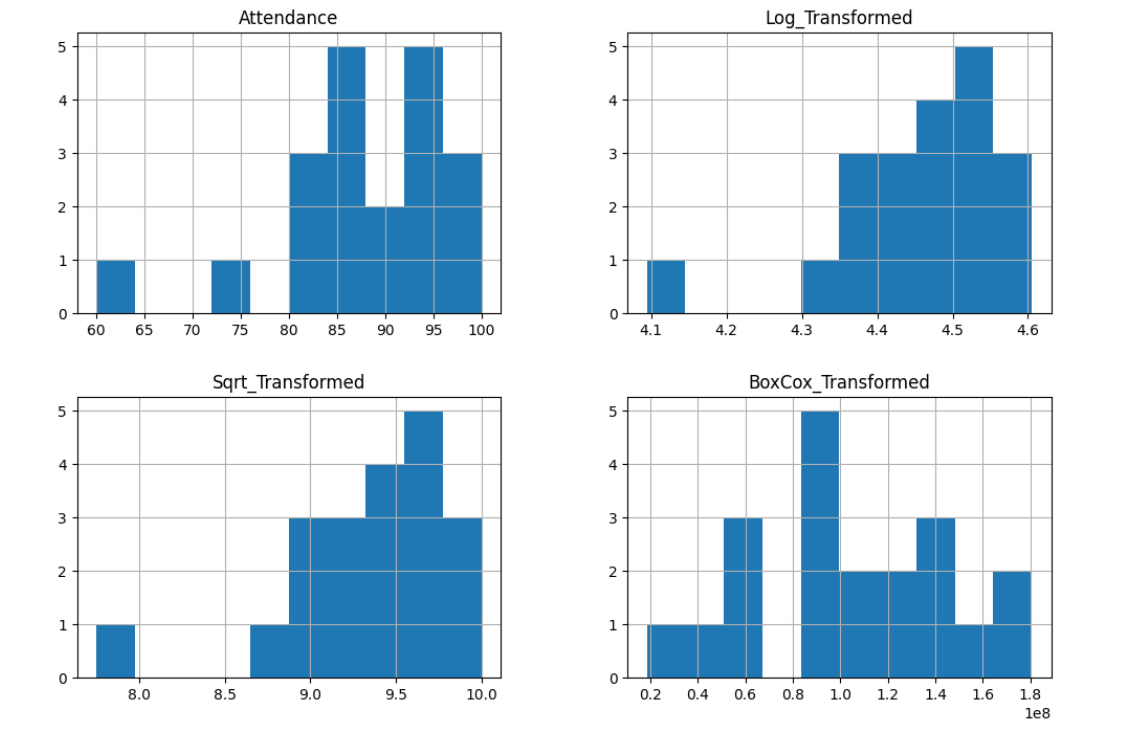 Attendance
5
4
3
2
1
0
60 65 70 75 80 85 90 95 100
Log_Transformed
5
4
3
2
1
0
4.1 4.2 4.3 4.4 4.5 4.6
Sqrt_Transformed
5
4
3
2
1
0
8.0 8.5 9.0 9.5 10.0
BoxCox_Transformed
5
4
3
2
1
0
0.2 0.4 0.6 0.8 1.0 1.2 1.4 1.6 1.8
1e8